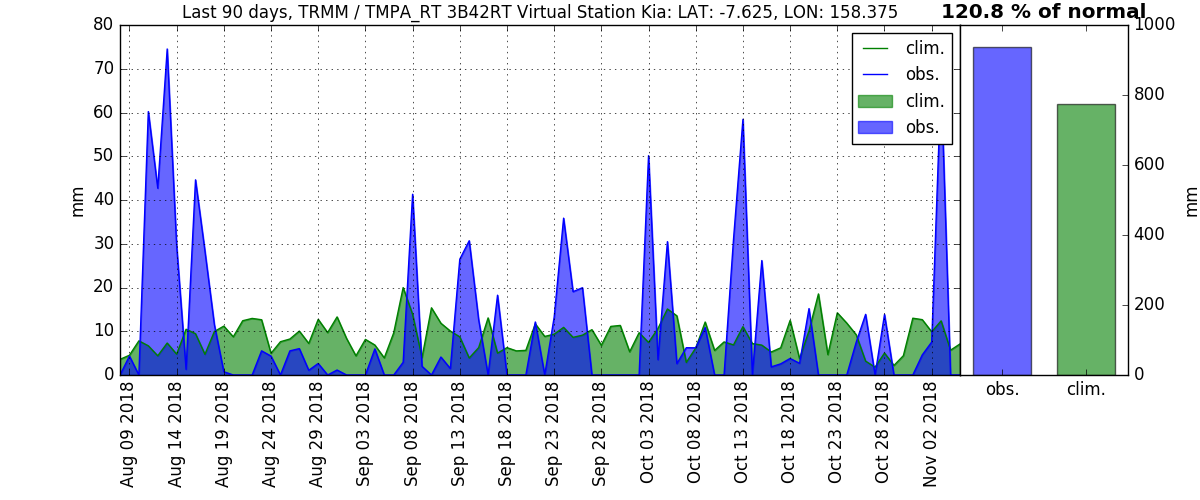 Last 90 days, TRMM / TMPA_RT 3B42RT Virtual Station Kia: LAT: -7.625, LON: 158.375
120.8 % of normal
80
70
60
50
40
30
20
10
0
mm
clim.
obs.
clim.
obs.
Aug 09 2018
Aug 14 2018
Aug 19 2018
Aug 24 2018
Aug 29 2018
Sep 03 2018
Sep 08 2018
Sep 13 2018
Sep 18 2018
Sep 23 2018
Sep 28 2018
Oct 03 2018
Oct 08 2018
Oct 13 2018
Oct 18 2018
Oct 23 2018
Oct 28 2018
Nov 02 2018
obs.
clim.
1000
800
600
400
200
0
mm